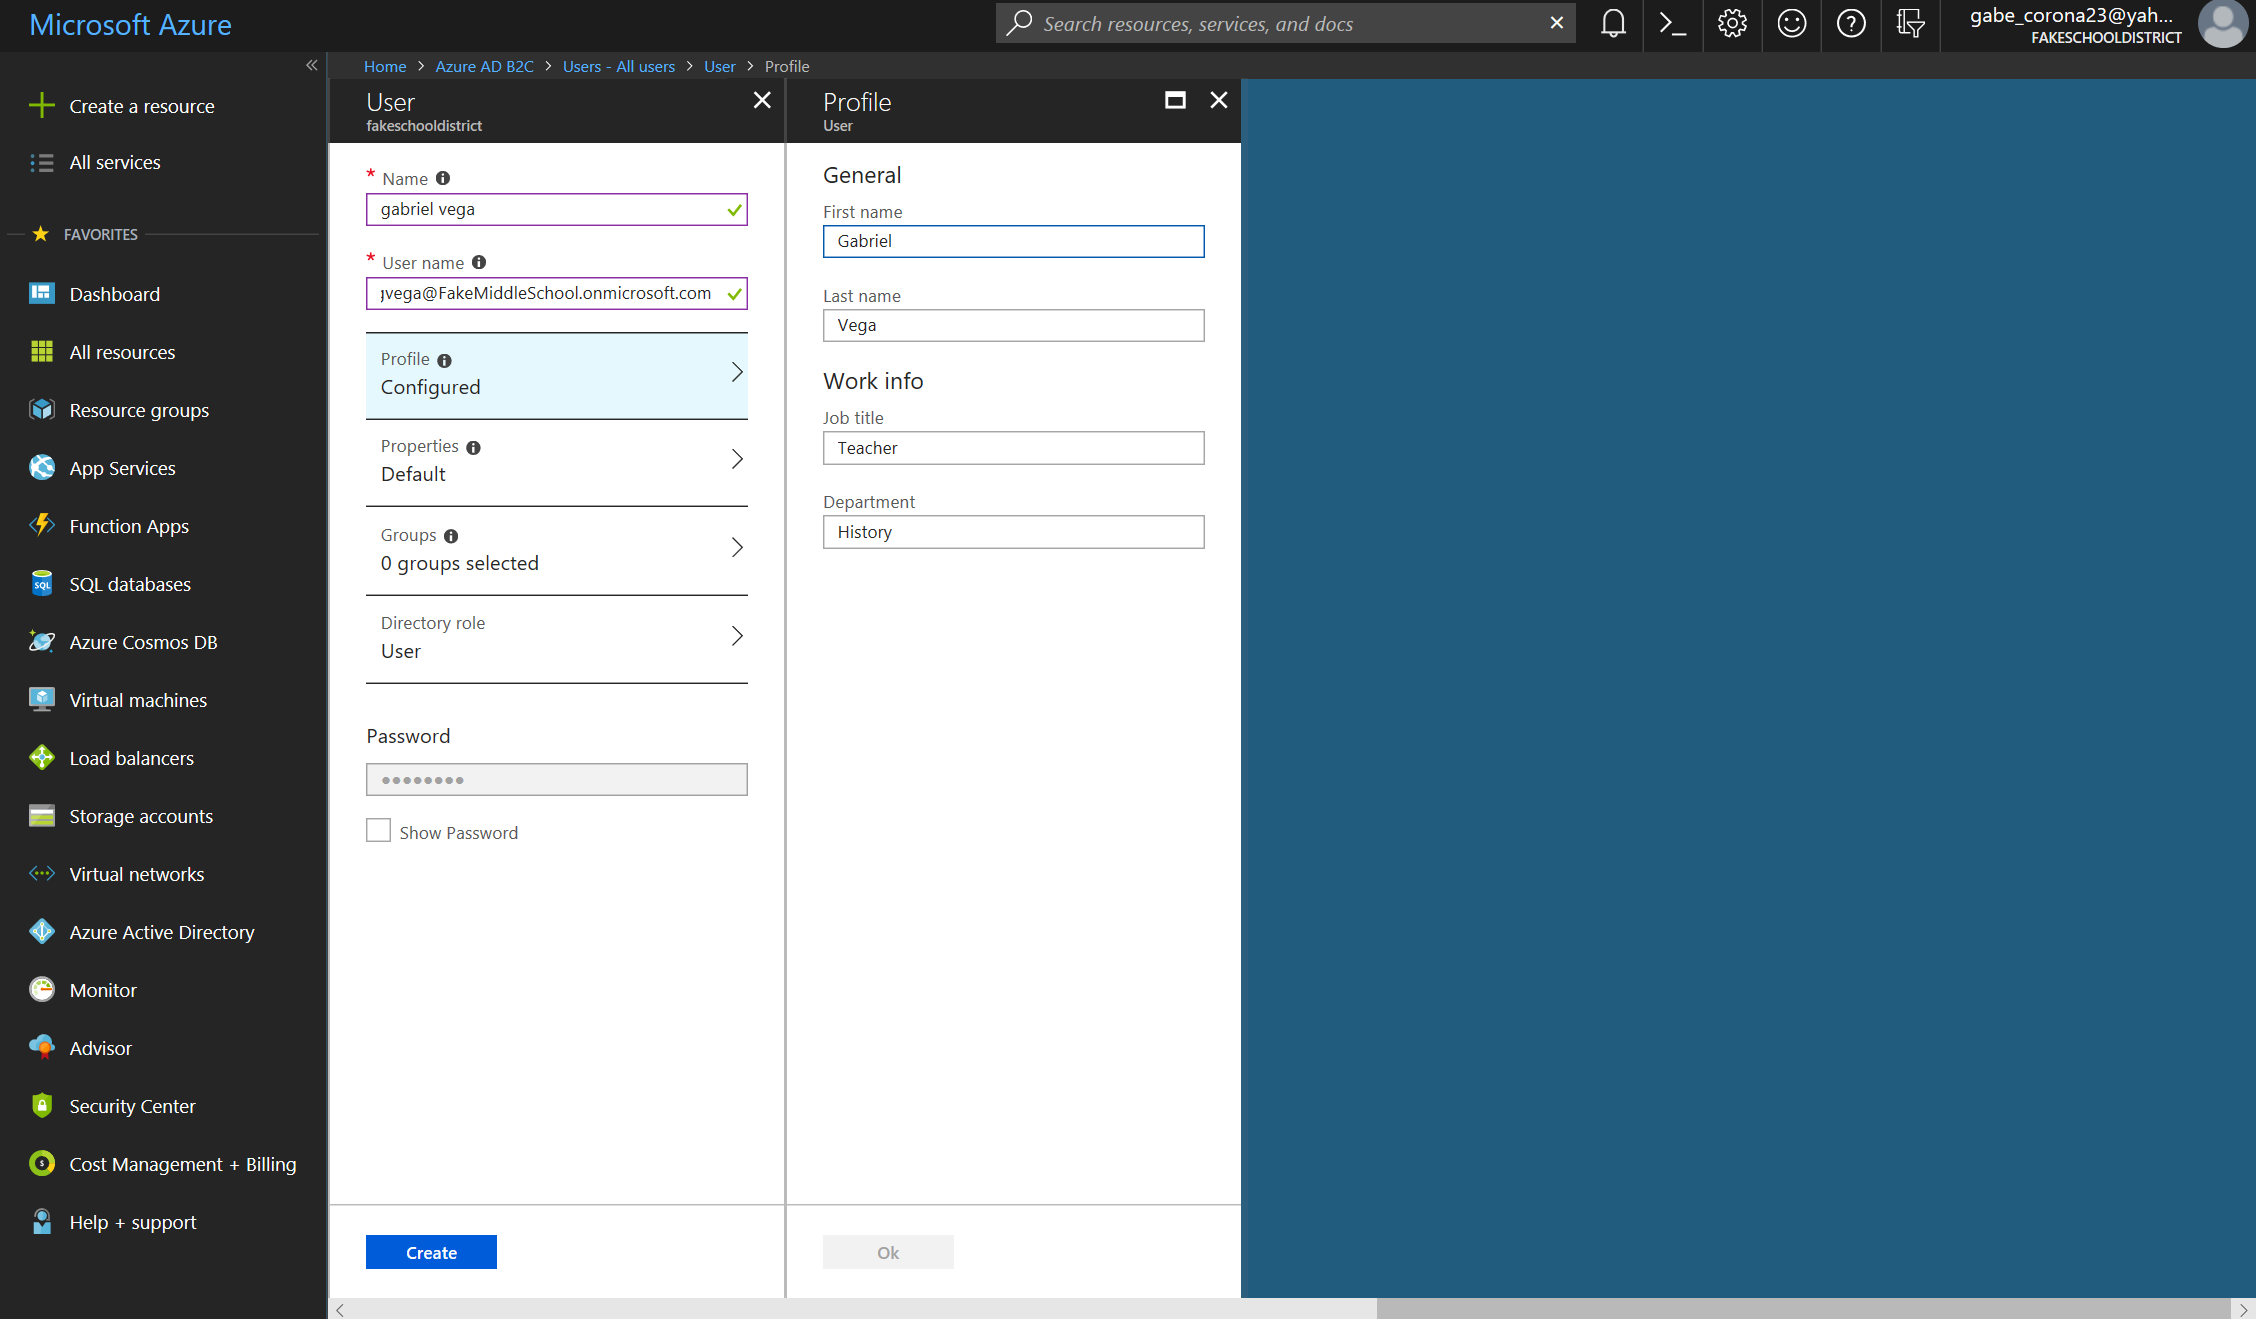 Microsoft Azure
Search resources, services, and docs
gabe_corona23@yah...
FAKESCHOOLDISTRICT
Home > Azure AD B2C > Users - All users > User > Profile
Create a resource
All services
FAVORITES
Dashboard
All resources
Resource groups
App Services
Function Apps
SQL databases
Azure Cosmos DB
Virtual machines
Load balancers
Storage accounts
Virtual networks
Azure Active Directory
Monitor
Advisor
Security Center
Cost Management + Billing
Help + support
User
fakeschooldistrict
* Name
gabriel vega
* User name
gvega@FakeMiddleSchool.onmicrosoft.com
Profile
Configured
Properties
Default
Groups
0 groups selected
Directory role
User
Password
Show Password
Create
Profile
User
General
First name
Gabriel
Last name
Vega
Work info
Job title
Teacher
Department
History
Ok